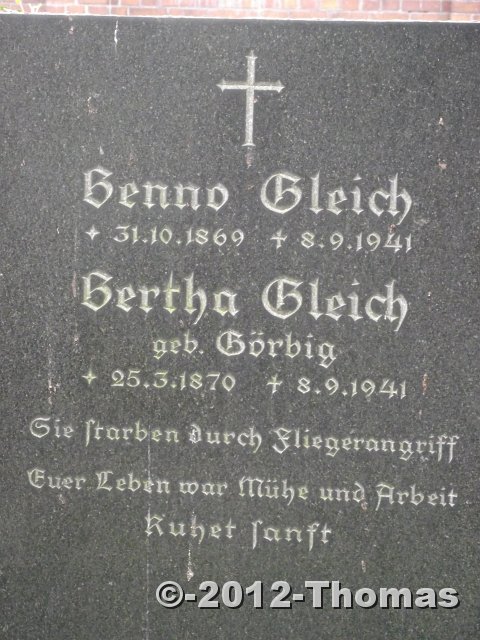 Benno Gleich
✦ 31.10.1869 ✝ 8.9.1941
Bertha Gleich
geb. Görbig
✦ 25.3.1870 ✝ 8.9.1941
Sie starben durch Fliegerangriff
Euer Leben war Mühe und Arbeit
Ruhet sanft
©-2012-Thomas